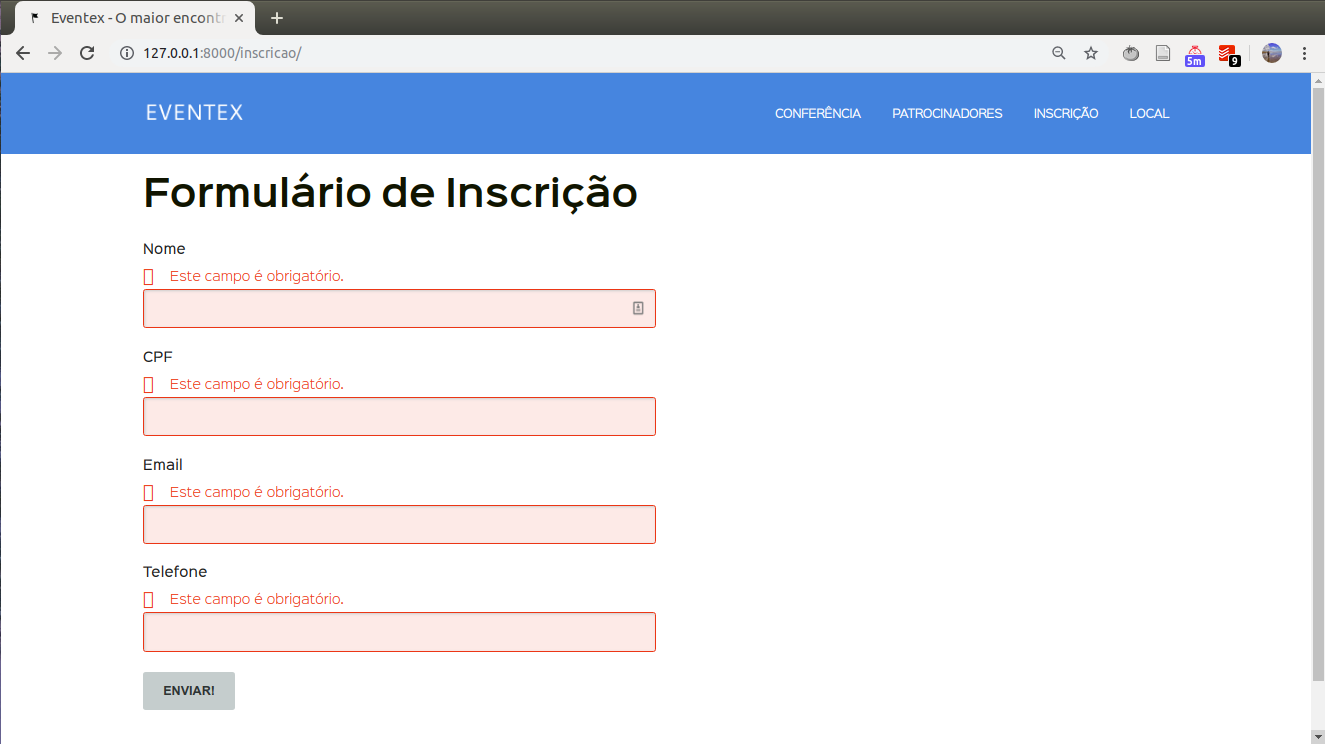 Eventex - O maior encontr
127.0.0.1:8000/inscricao/
5m
9
EVENTEX
CONFERÊNCIA PATROCINADORES INSCRIÇÃO LOCAL
Formulário de Inscrição
Nome
Este campo é obrigatório.
CPF
Este campo é obrigatório.
Email
Este campo é obrigatório.
Telefone
Este campo é obrigatório.
ENVIAR!